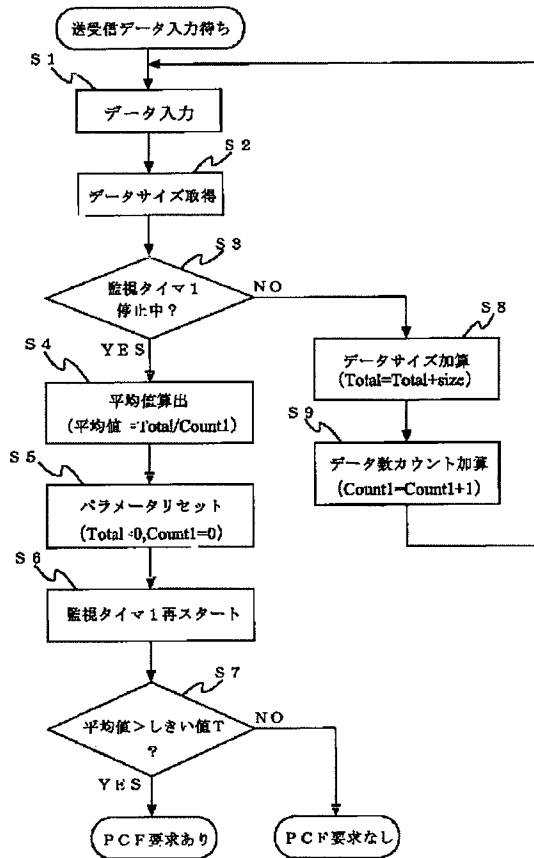 送受信データ入力待ち
S1
データ入力
S2
データサイズ取得
S3
監視タイマ1
停止中?
NO
YES
S4
平均値算出
(平均値 =Total/Count1)
S5
パラメータリセット
(Total=0,Count1=0)
S6
監視タイマ1再スタート
S7
平均値>しきい値T
?
NO
YES
PCF要求あり
PCF要求なし
S8
データサイズ加算
(Total=Total+size)
S9
データ数カウント加算
(Count1=Count1+1)